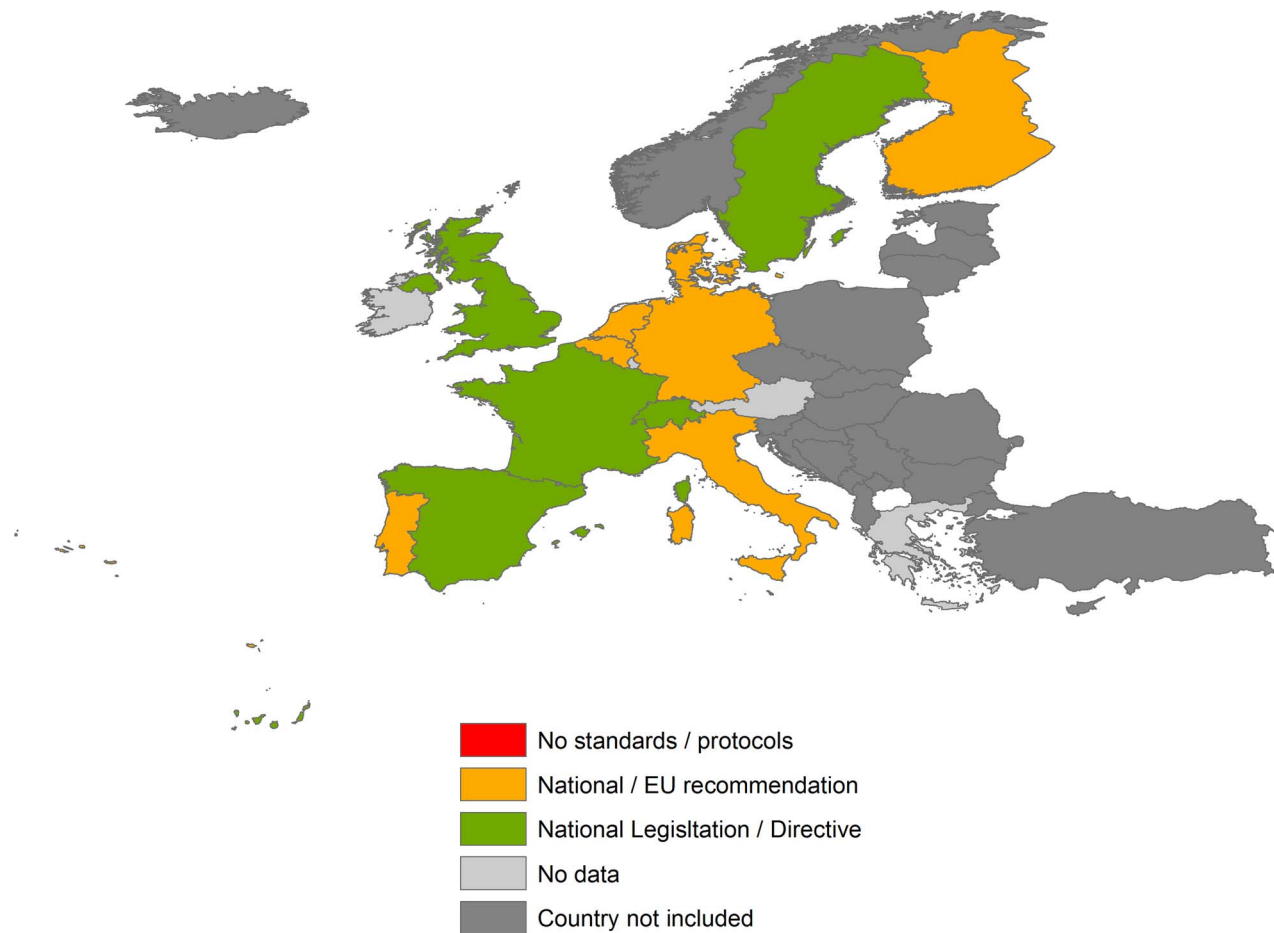 No standards / protocols
National / EU recommendation
National Legisltation / Directive
No data
Country not included